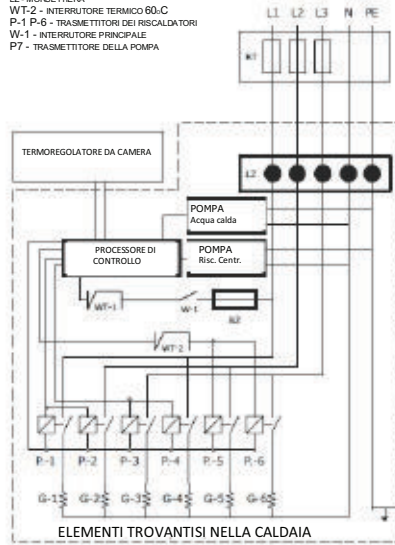 WT-2 - INTERRUTORE TERMICO 60oC
P-1 P-6 - TRASMETTITORI DEI RISCALDATORI
W-1 - INTERRUTORE PRINCIPALE
P7 - TRASMETTITORE DELLA POMPA
L1 L2 L3 N PE
TERMOREGOLATORE DA CAMERA
LZ
POMPA
Acqua calda
PROCESSORE DI
CONTROLLO
POMPA
Risc. Centr.
WT-1
W-1
WT-2
P.-1 P-2 P-3 P.-4 P.-5 P.-6
G-1 G-2 G-3 G-4 G-5 G-6
ELEMENTI TROVANTISI NELLA CALDAIA